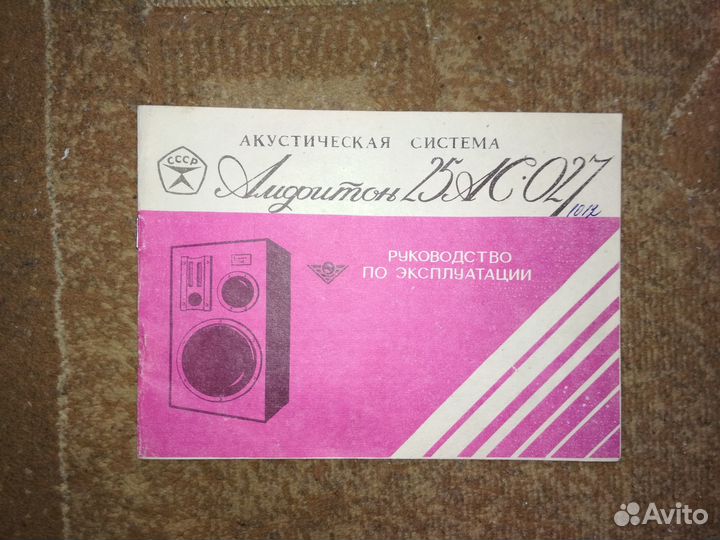 АКУСТИЧЕСКАЯ СИСТЕМА
СССР
Амфитон 25АС-027
РУКОВОДСТВО
ПО ЭКСПЛУАТАЦИИ
Avito